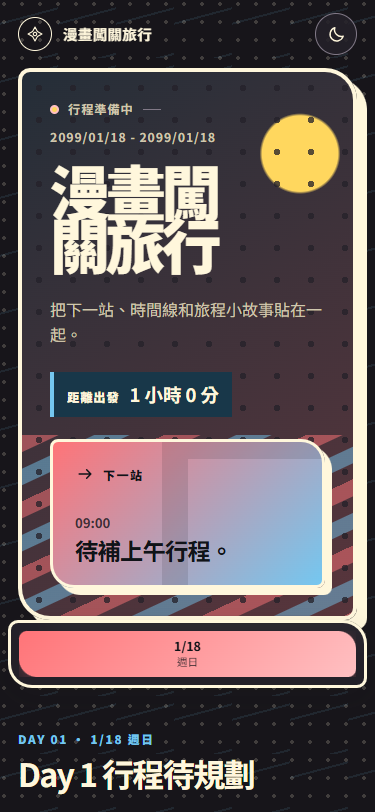 漫畫闖關旅行
行程準備中
2099/01/18 - 2099/01/18
漫畫闖
關旅行
把下一站、時間線和旅程小故事貼在一
起。
距離出發 1 小時 0 分
下一站
09:00
待補上午行程。
1/18
週日
DAY 01 · 1/18 週日
Day 1 行程待規劃